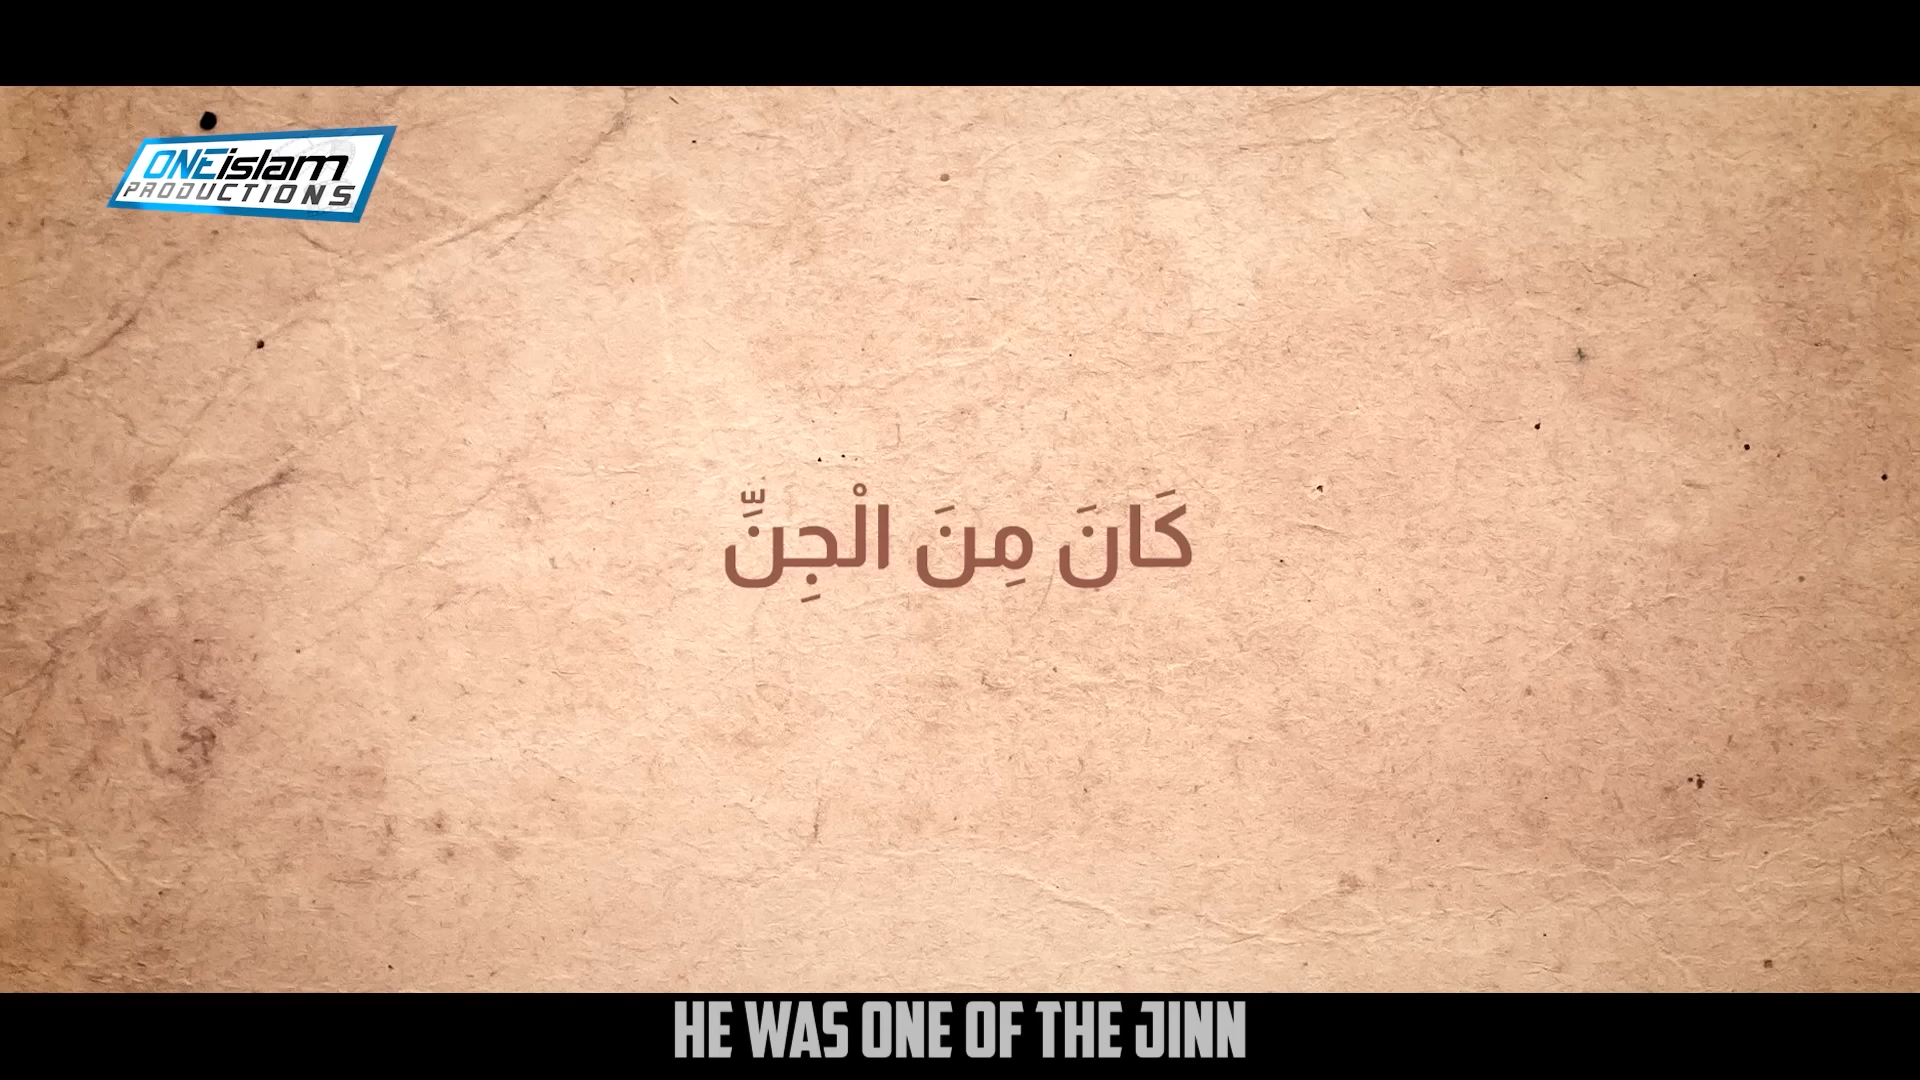 ONEislam
PRODUCTIONS
كَانَ مِنَ الْجِنِّ
HE WAS ONE OF THE JINN